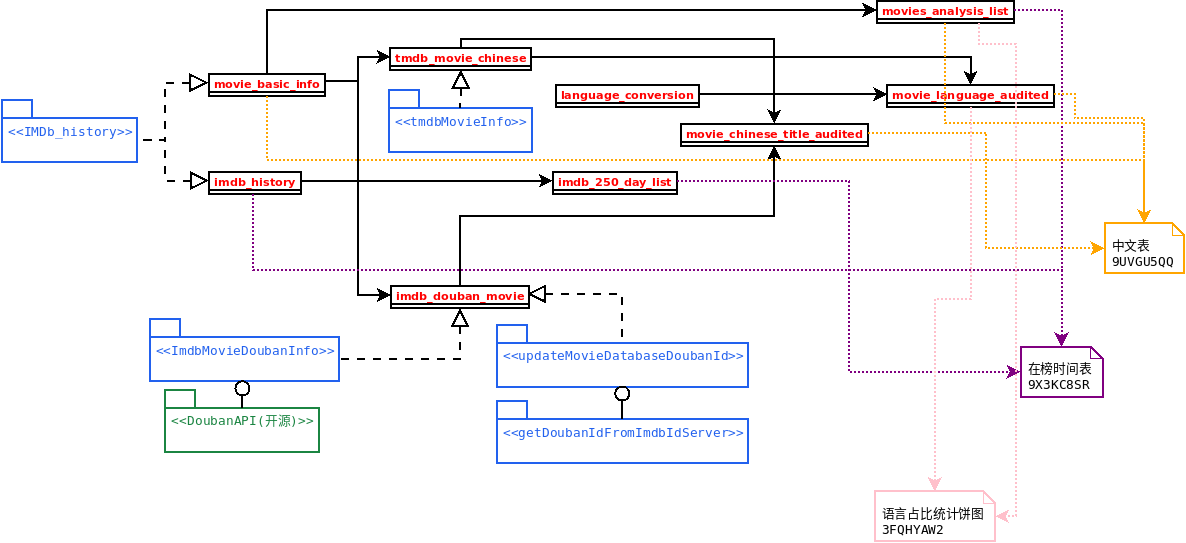 movies_analysis_list
tmdb_movie_chinese
movie_basic_info
language_conversion
movie_language_audited
<<IMDb_history>>
<<tmdbMovieInfo>>
movie_chinese_title_audited
imdb_history
imdb_250_day_list
中文表
9UVGU5QQ
imdb_douban_movie
<<ImdbMovieDoubanInfo>>
<<updateMovieDatabaseDoubanId>>
在榜时间表
9X3KC8SR
<<DoubanAPI(开源)>>
<<getDoubanIdFromImdbIdServer>>
语言占比统计饼图
3FQHYAW2